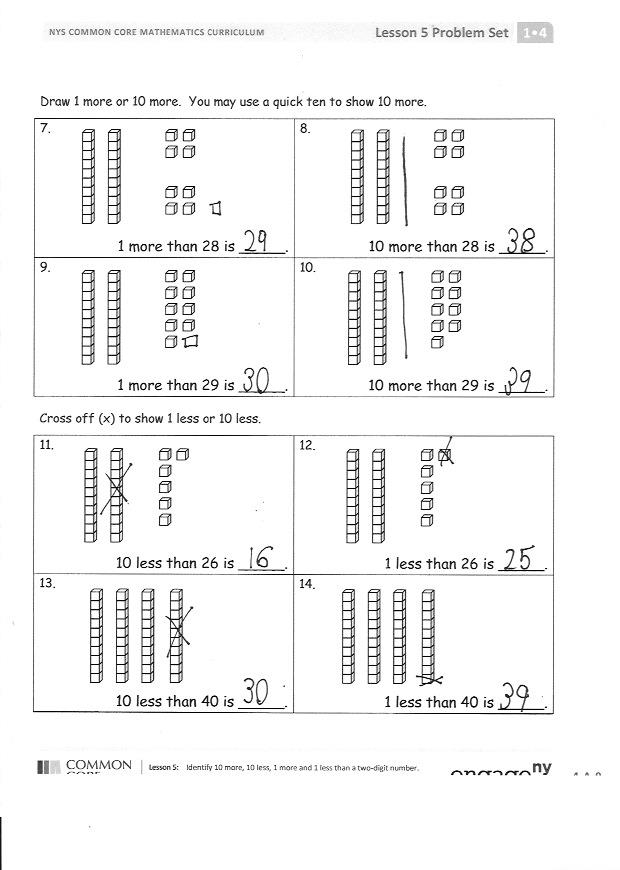 NYS COMMON CORE MATHEMATICS CURRICULUM Lesson 5 Problem Set 1•4
Draw 1 more or 10 more. You may use a quick ten to show 10 more.
7.
1 more than 28 is 29.
8.
10 more than 28 is 38.
9.
1 more than 29 is 30.
10.
10 more than 29 is 39.
Cross off (x) to show 1 less or 10 less.
11.
10 less than 26 is 16.
12.
1 less than 26 is 25.
13.
10 less than 40 is 30.
14.
1 less than 40 is 39.
COMMON Lesson 5: Identify 10 more, 10 less, 1 more and 1 less than a two-digit number. engageny
CORE